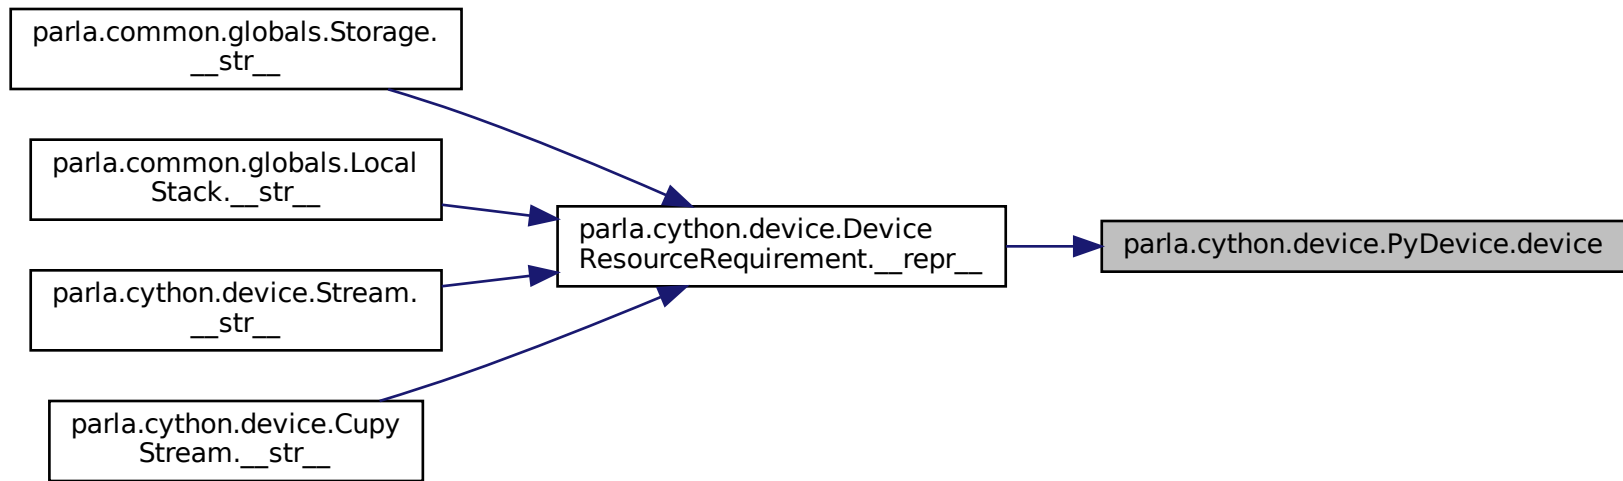 parla.common.globals.Storage.
__str__
parla.common.globals.Local
Stack.__str__
parla.cython.device.Stream.
__str__
parla.cython.device.Cupy
Stream.__str__
parla.cython.device.Device
ResourceRequirement.__repr__
parla.cython.device.PyDevice.device